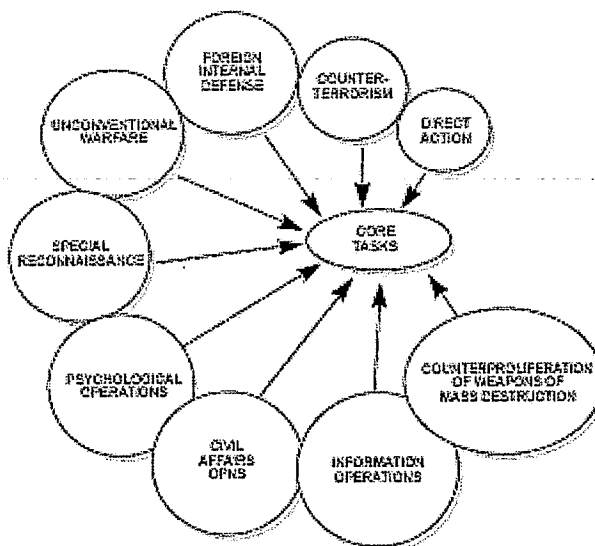 FOREIGN
INTERNAL
DEFENSE
COUNTER-
TERRORISM
DIRECT
ACTION
UNCONVENTIONAL
WARFARE
CORE
TASKS
SPECIAL
RECONNAISSANCE
PSYCHOLOGICAL
OPERATIONS
COUNTERPROLIFERATION
OF WEAPONS OF
MASS DESTRUCTION
CIVIL
AFFAIRS
OPNS
INFORMATION
OPERATIONS